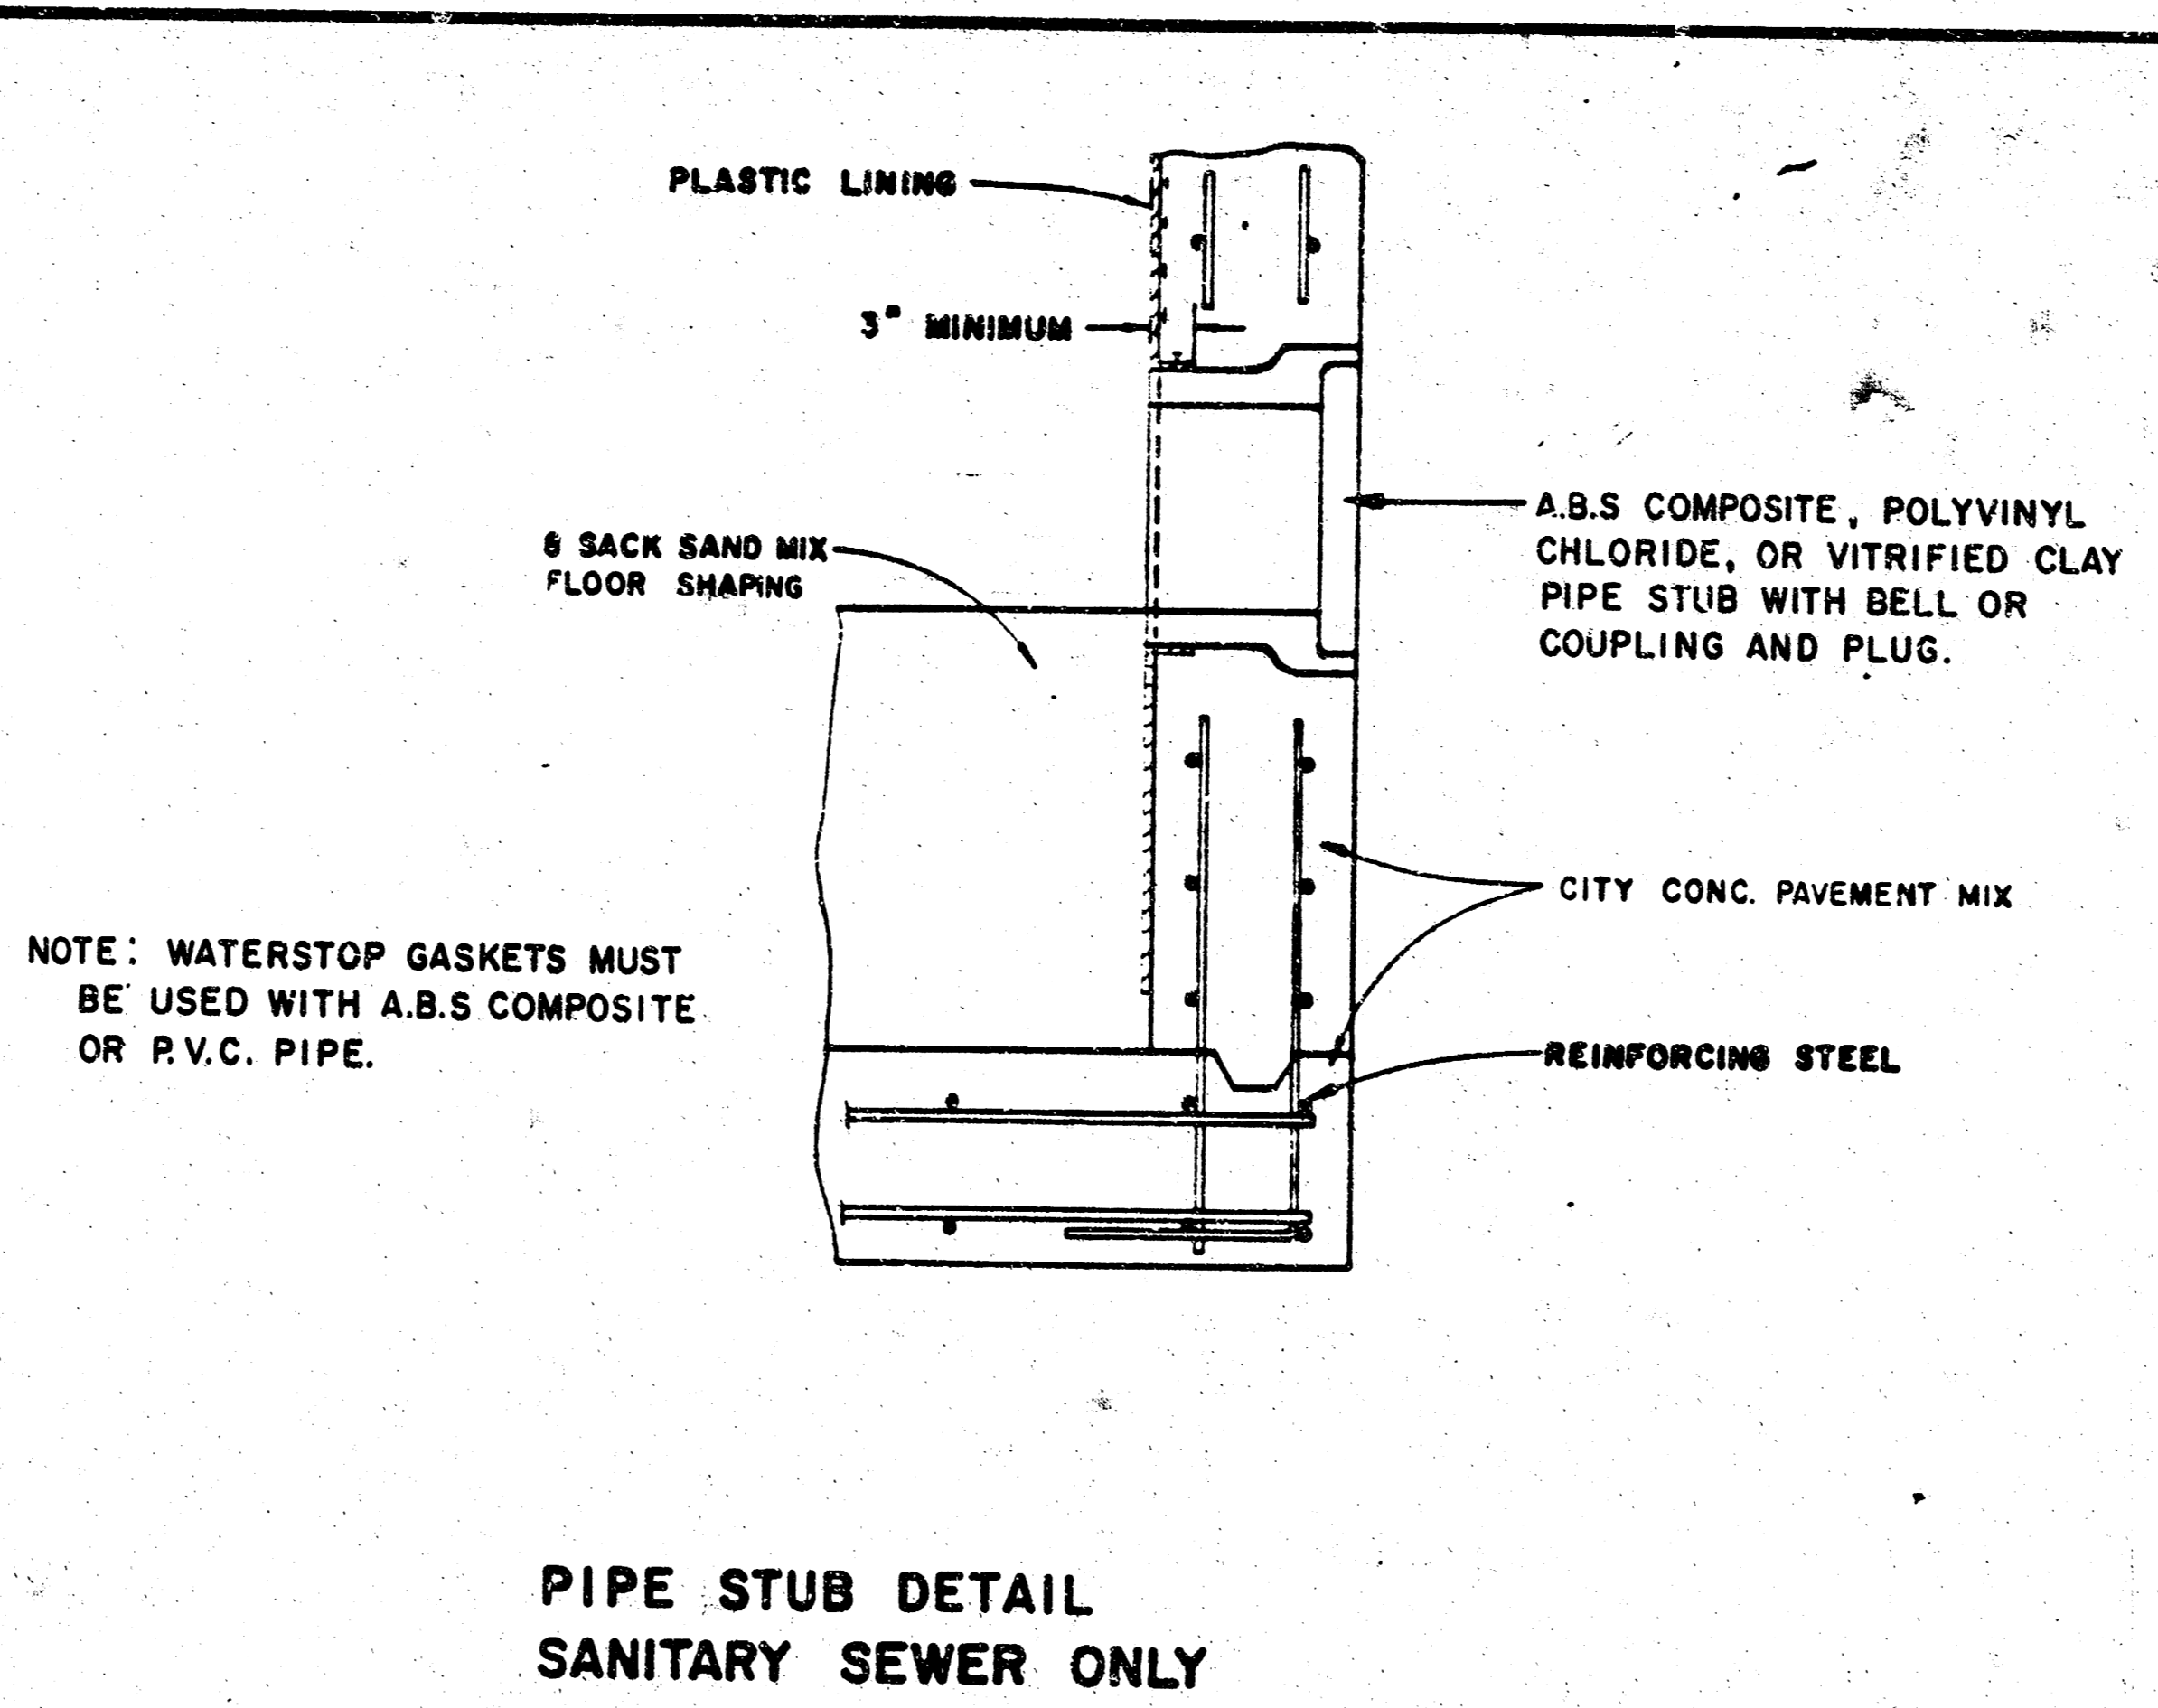 PLASTIC LINING
3" MINIMUM
SACK SAND MIX
FLOOR SHAPING
A.B.S COMPOSITE, POLYVINYL
CHLORIDE, OR VITRIFIED CLAY
PIPE STUB WITH BELL OR
COUPLING AND PLUG.
CITY CONC. PAVEMENT MIX
NOTE: WATERSTOP GASKETS MUST
BE USED WITH A.B.S COMPOSITE
OR P.V.C. PIPE.
REINFORCING STEEL
PIPE STUB DETAIL
SANITARY SEWER ONLY